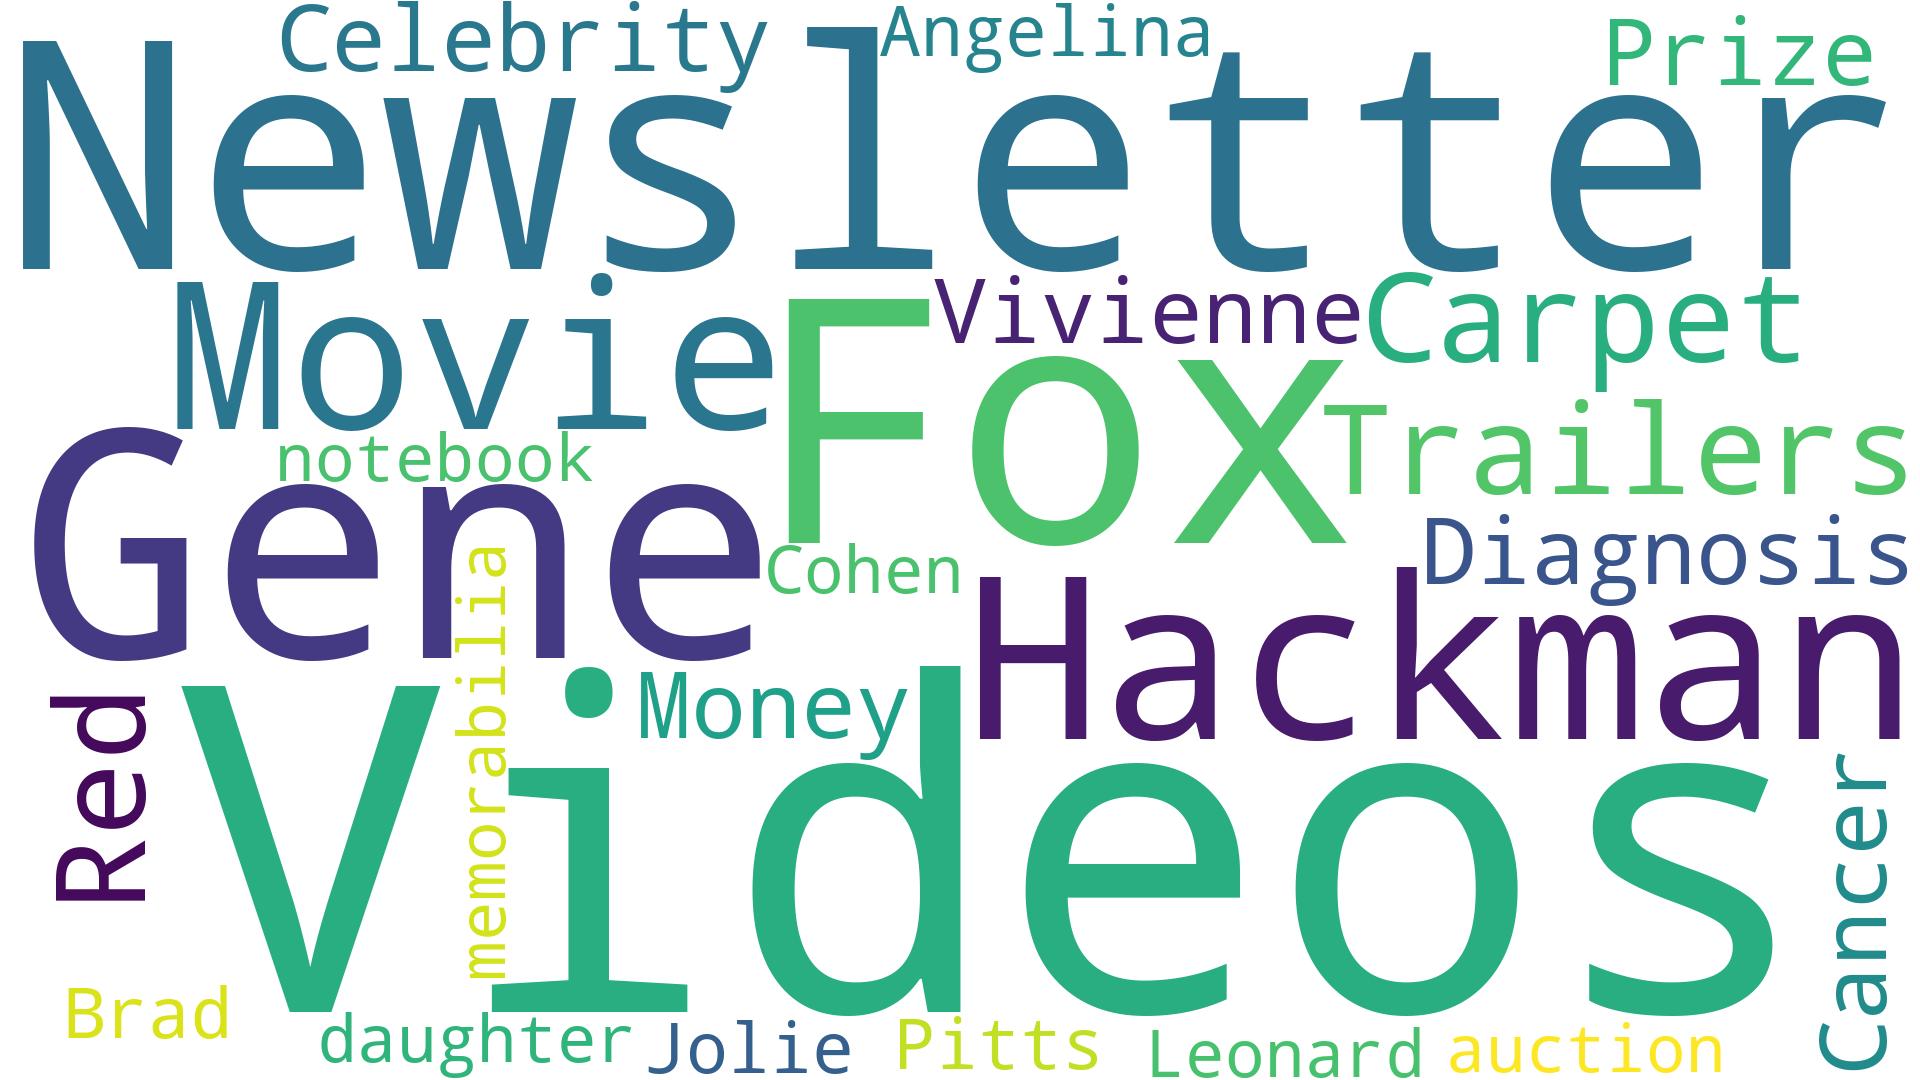 Celebrity
Angelina
Prize
Newsletter
Movie
Vivienne
Carpet
Fox
Trailers
notebook
Gene
Cohen
Diagnosis
Hackman
memorabilia
Money
Red
Videos
Cancer
Brad
daughter
Jolie
Pitts
Leonard
auction